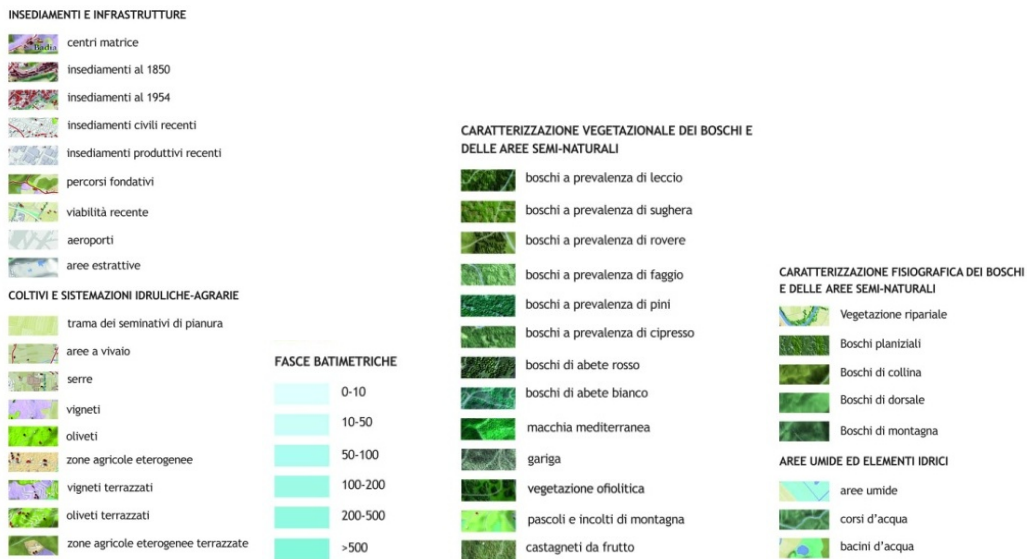 INSEDIAMENTI E INFRASTRUTTURE
Badia
centri matrice
insediamenti al 1850
insediamenti al 1954
insediamenti civili recenti
insediamenti produttivi recenti
percorsi fondativi
viabilità recente
aeroporti
aree estrattive
COLTIVI E SISTEMAZIONI IDRULICHE-AGRARIE
trama dei seminativi di pianura
aree a vivaio
serre
vigneti
oliveti
zone agricole eterogenee
vigneti terrazzati
oliveti terrazzati
zone agricole eterogenee terrazzate
FASCE BATIMETRICHE
0-10
10-50
50-100
100-200
200-500
>500
CARATTERIZZAZIONE VEGETAZIONALE DEI BOSCHI E
DELLE AREE SEMI-NATURALI
boschi a prevalenza di leccio
boschi a prevalenza di sughera
boschi a prevalenza di rovere
boschi a prevalenza di faggio
boschi a prevalenza di pini
boschi a prevalenza di cipresso
boschi di abete rosso
boschi di abete bianco
macchia mediterranea
gariga
vegetazione ofiolitica
pascoli e incolti di montagna
castagneti da frutto
CARATTERIZZAZIONE FISIOGRAFICA DEI BOSCHI
E DELLE AREE SEMI-NATURALI
Vegetazione ripariale
Boschi planiziali
Boschi di collina
Boschi di dorsale
Boschi di montagna
AREE UMIDE ED ELEMENTI IDRICI
aree umide
corsi d'acqua
bacini d'acqua